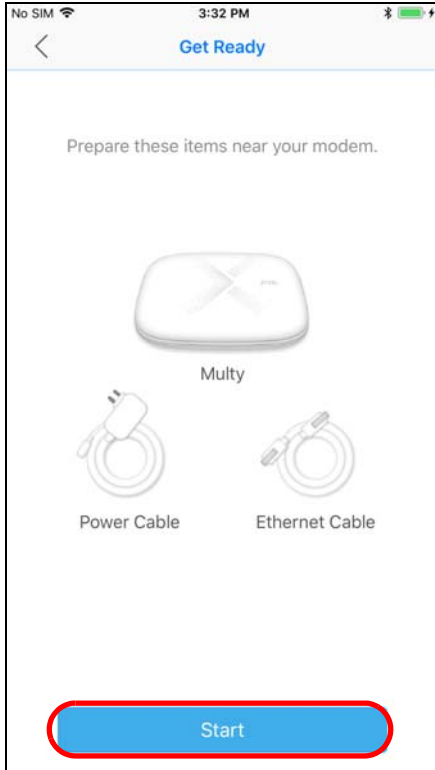 No SIM 3:32 PM
Get Ready
Prepare these items near your modem.
Multy
Power Cable Ethernet Cable
Start